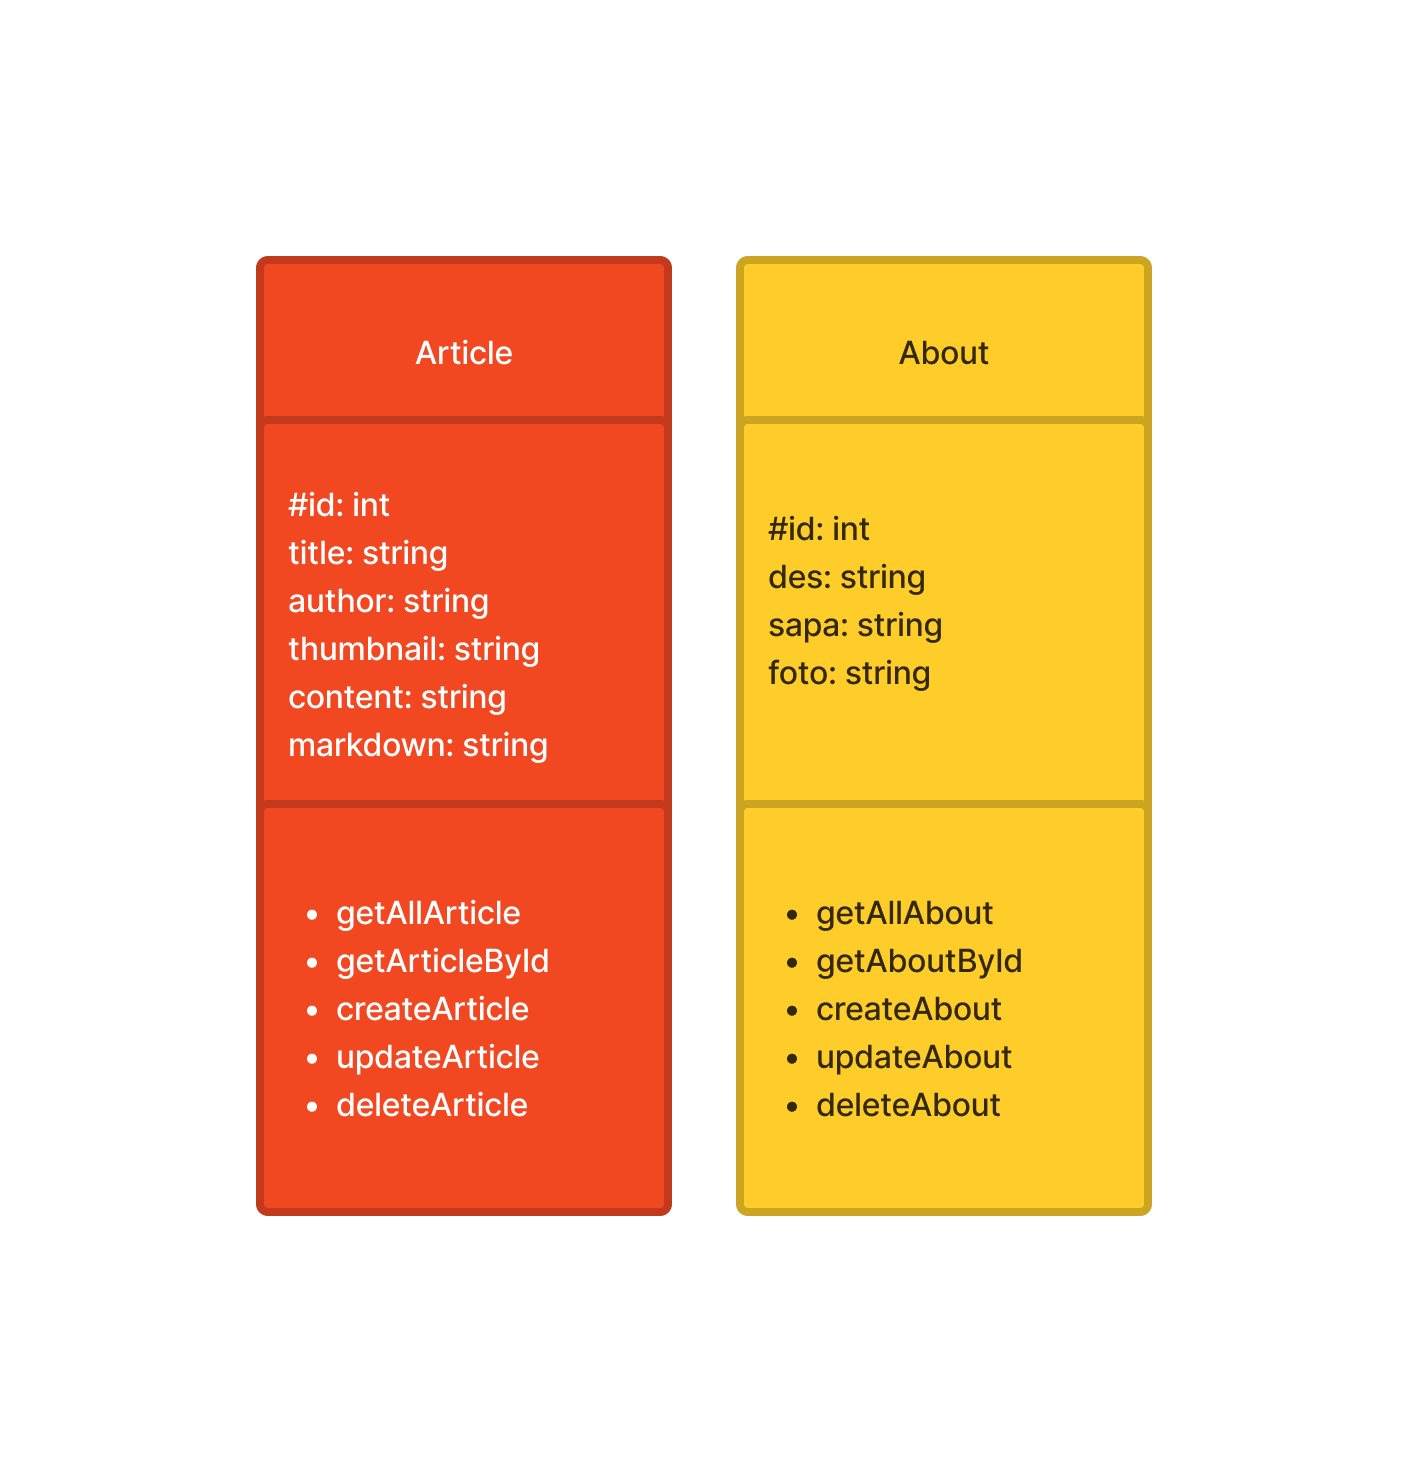 Article
#id: int
title: string
author: string
thumbnail: string
content: string
markdown: string
• getAllArticle
• getArticleById
• createArticle
• updateArticle
• deleteArticle
About
#id: int
des: string
sapa: string
foto: string
• getAllAbout
• getAboutById
• createAbout
• updateAbout
• deleteAbout